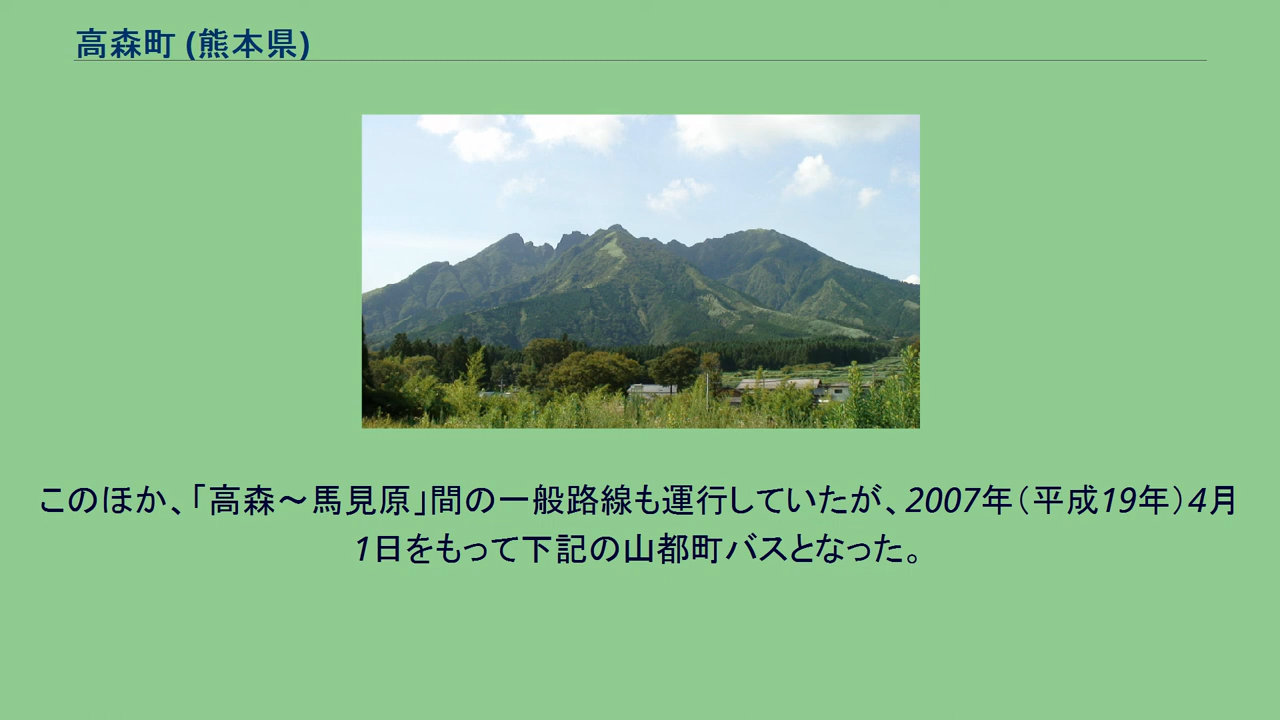 高森町 (熊本県)
このほか、「高森～馬見原」間の一般路線も運行していたが、2007年（平成19年）4月
1日をもって下記の山都町バスとなった。